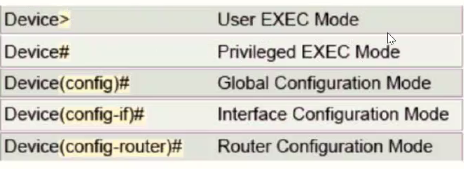 Device> User EXEC Mode
Device# Privileged EXEC Mode
Device(config)# Global Configuration Mode
Device(config-if)# Interface Configuration Mode
Device(config-router)# Router Configuration Mode